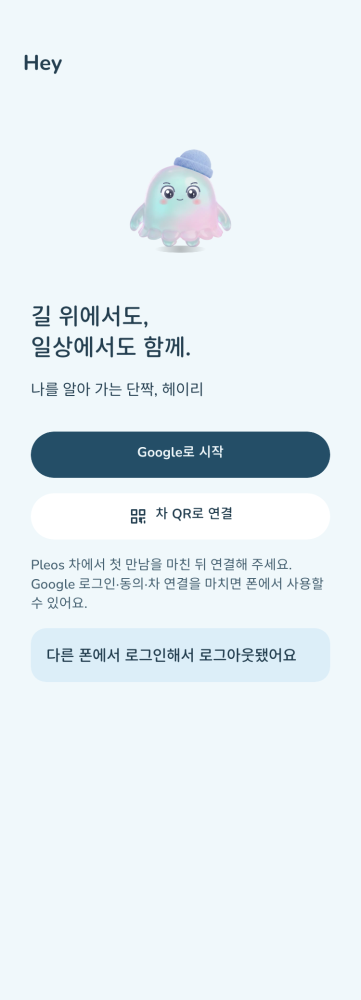 Hey
길 위에서도,
일상에서도 함께.
나를 알아 가는 단짝, 헤이리
Google로 시작
차 QR로 연결
Pleos 차에서 첫 만남을 마친 뒤 연결해 주세요.
Google 로그인·동의·차 연결을 마치면 폰에서 사용할
수 있어요.
다른 폰에서 로그인해서 로그아웃됐어요